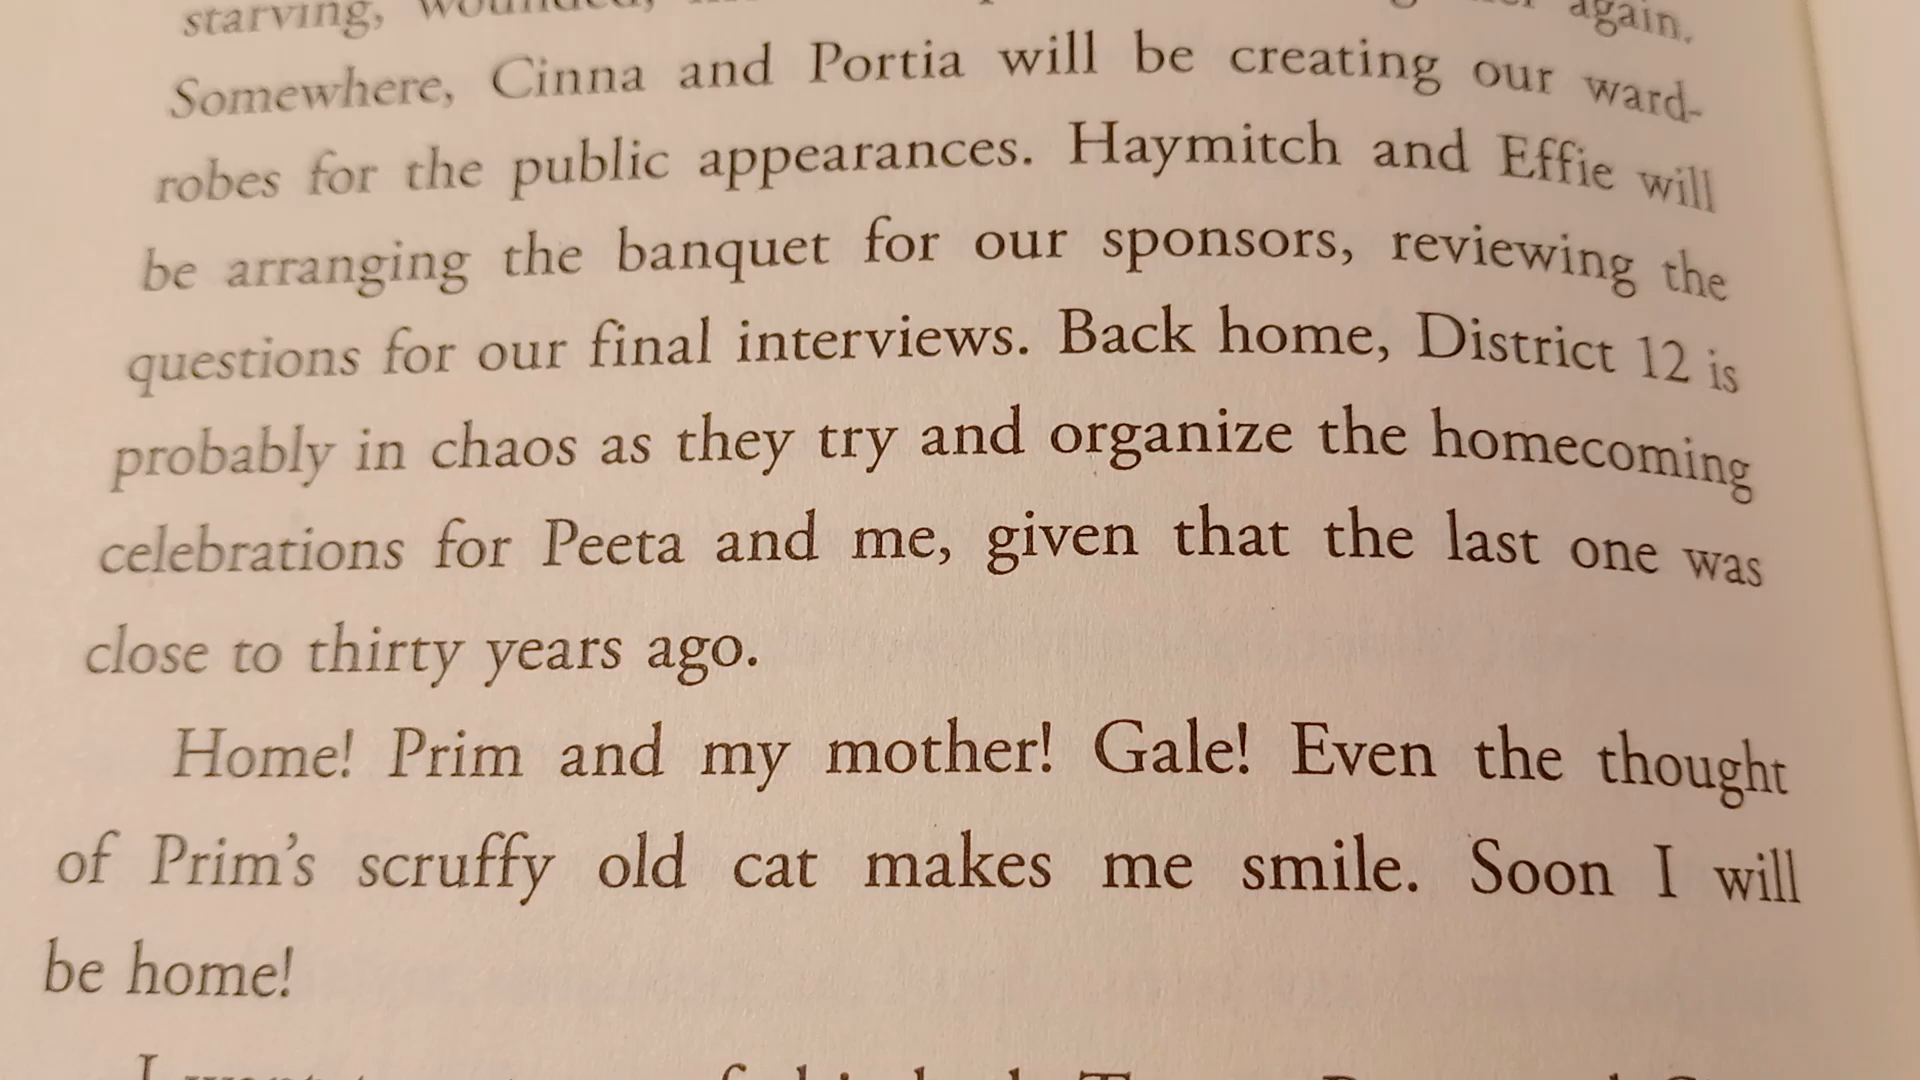 starving, wounded, again.
Somewhere, Cinna and Portia will be creating our ward-
robes for the public appearances. Haymitch and Effie will
be arranging the banquet for our sponsors, reviewing the
questions for our final interviews. Back home, District 12 is
probably in chaos as they try and organize the homecoming
celebrations for Peeta and me, given that the last one was
close to thirty years ago.
Home! Prim and my mother! Gale! Even the thought
of Prim's scruffy old cat makes me smile. Soon I will
be home!
I